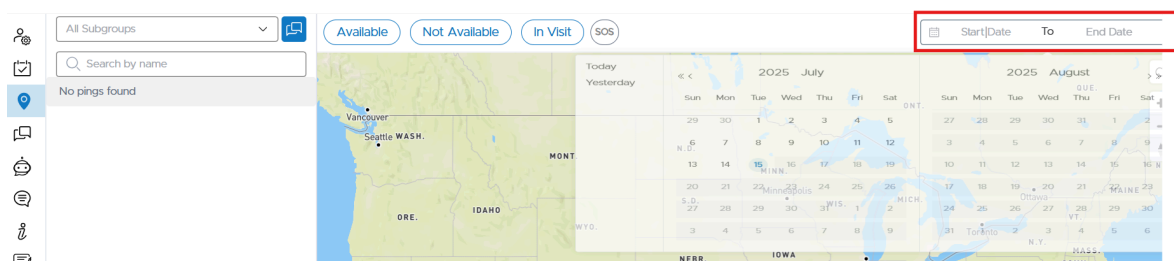 All Subgroups
Available
Not Available
In Visit
SOS
Start Date To End Date
Search by name
No pings found
Today
Yesterday
2025 July
Sun Mon Tue Wed Thu Fri Sat
29 30 1 2 3 4 5
6 7 8 9 10 11 12
13 14 15 16 17 18 19
20 21 22 23 24 25 26
27 28 29 30 31 1 2
3 4 5 6 7 8 9
2025 August
Sun Mon Tue Wed Thu Fri Sat
27 28 29 30 31 1 2
3 4 5 6 7 8 9
10 11 12 13 14 15 16
17 18 19 20 21 22 23
24 25 26 27 28 29 30
31 1 2 3 4 5 6
Vancouver
Seattle WASH.
MONT.
ORE.
IDAHO
WYO.
N.D.
S.D.
MINN.
Minneapolis
WIS.
MICH.
ONT.
QUE.
Ottawa
Toronto
MAINE
VT.
N.Y.
MASS.
NEBR.
IOWA